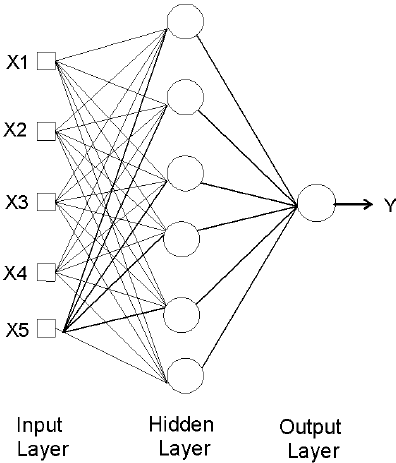 X1
X2
X3
X4
X5
Y
Input
Layer
Hidden
Layer
Output
Layer